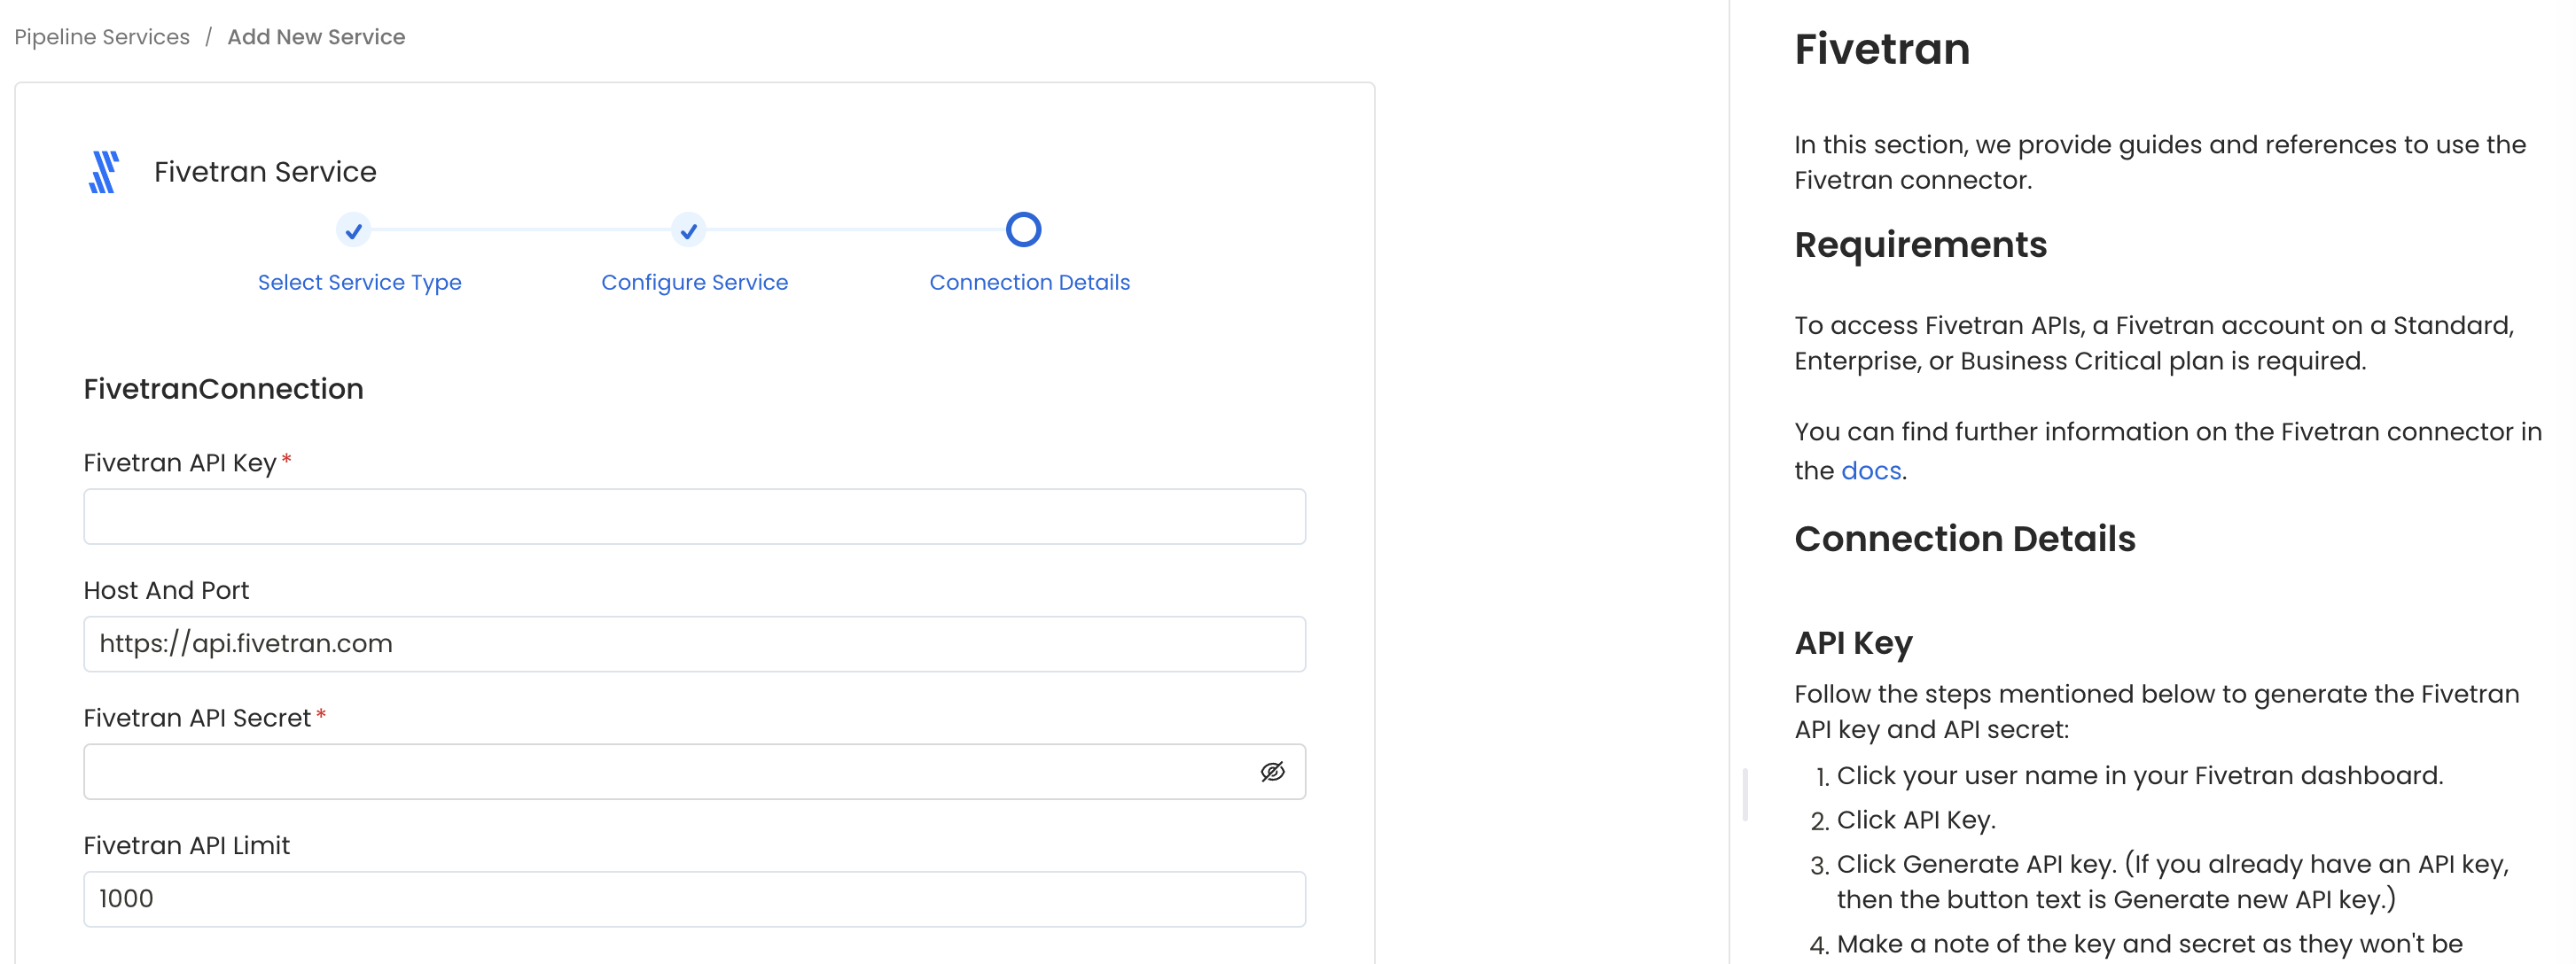 Pipeline Services / Add New Service
Fivetran Service
Select Service Type
Configure Service
Connection Details
FivetranConnection
Fivetran API Key *
Host And Port
https://api.fivetran.com
Fivetran API Secret *
Fivetran API Limit
1000
Fivetran
In this section, we provide guides and references to use the
Fivetran connector.
Requirements
To access Fivetran APIs, a Fivetran account on a Standard,
Enterprise, or Business Critical plan is required.
You can find further information on the Fivetran connector in
the docs.
Connection Details
API Key
Follow the steps mentioned below to generate the Fivetran
API key and API secret:
1. Click your user name in your Fivetran dashboard.
2. Click API Key.
3. Click Generate API key. (If you already have an API key,
then the button text is Generate new API key.)
4. Make a note of the key and secret as they won't be